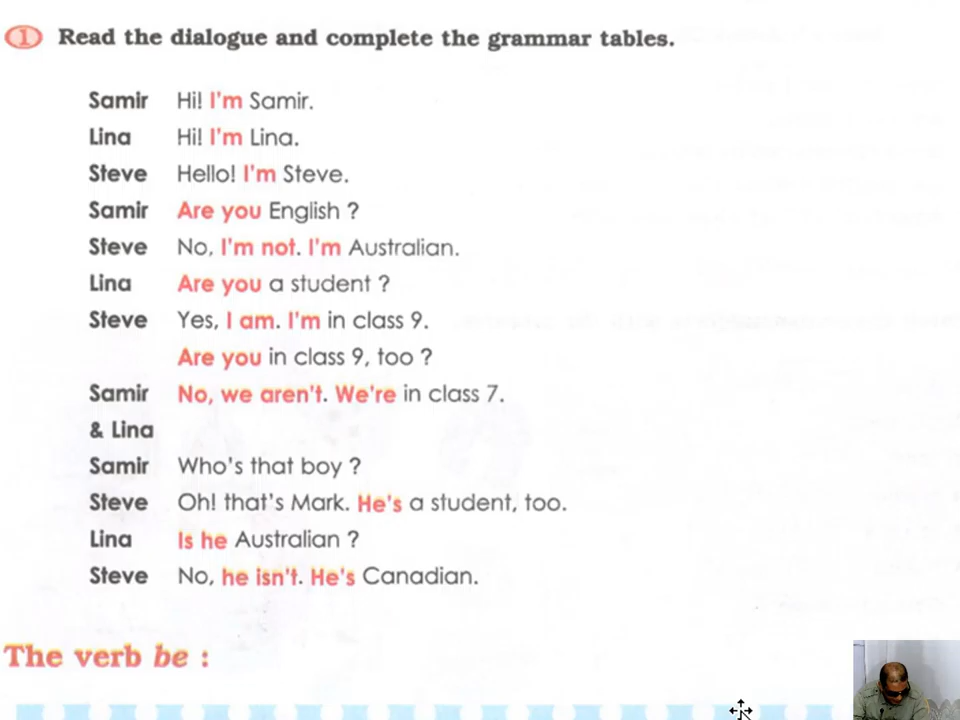 1 Read the dialogue and complete the grammar tables.
Samir Hi! I'm Samir.
Lina Hi! I'm Lina.
Steve Hello! I'm Steve.
Samir Are you English ?
Steve No, I'm not. I'm Australian.
Lina Are you a student ?
Steve Yes, I am. I'm in class 9.
Are you in class 9, too ?
Samir No, we aren't. We're in class 7.
& Lina
Samir Who's that boy ?
Steve Oh! that's Mark. He's a student, too.
Lina Is he Australian ?
Steve No, he isn't. He's Canadian.
The verb be :